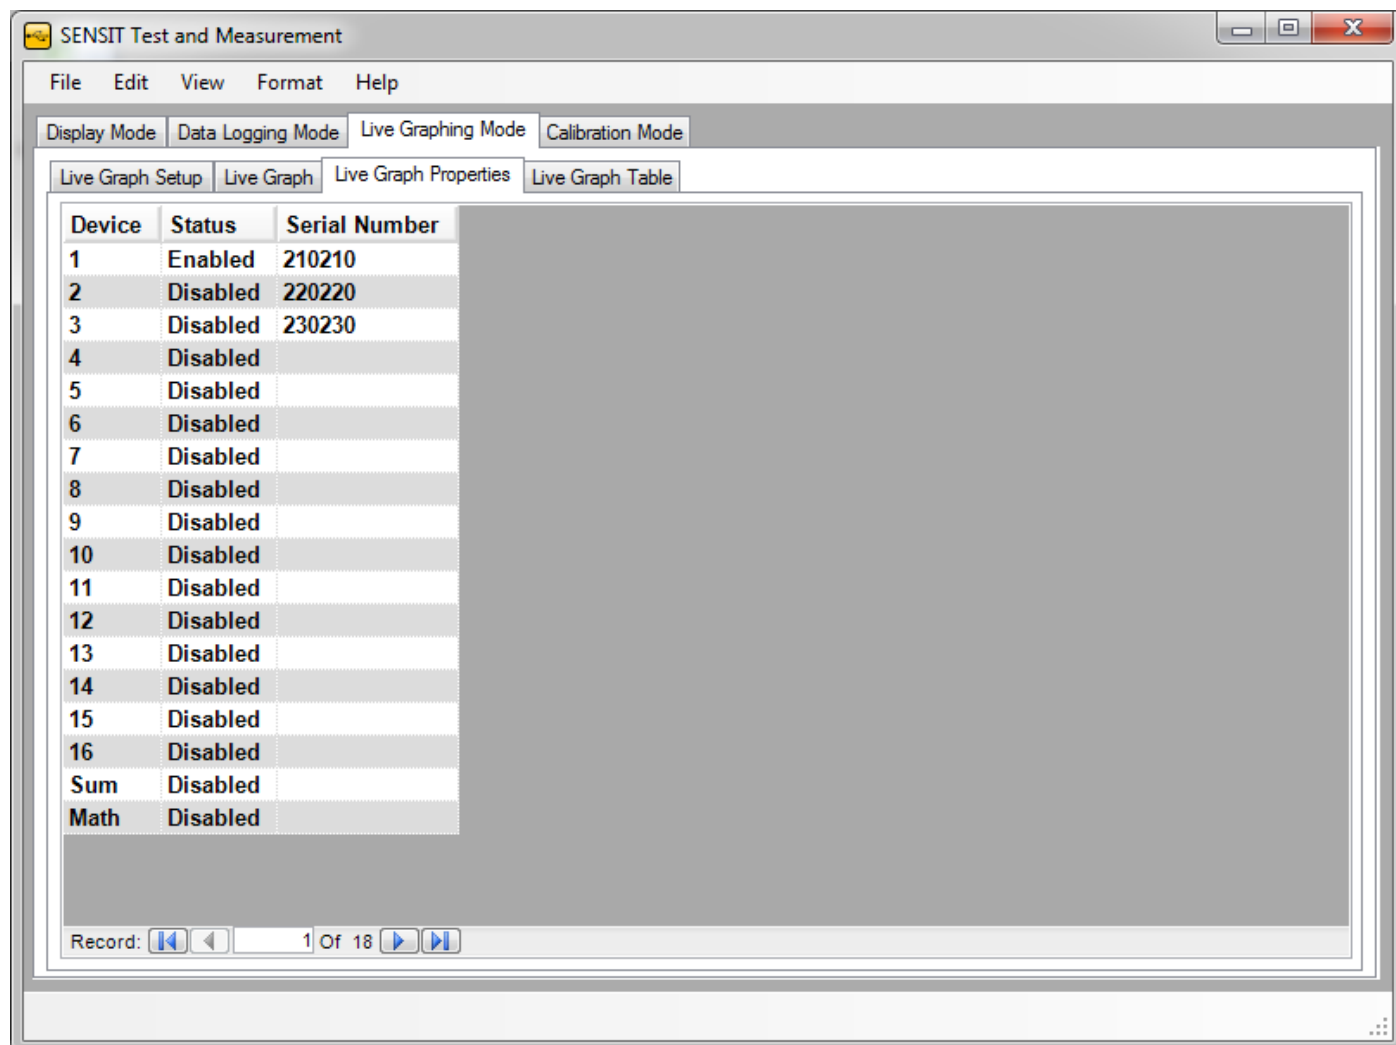 SENSIT Test and Measurement
File Edit View Format Help
Display Mode Data Logging Mode Live Graphing Mode Calibration Mode
Live Graph Setup Live Graph Live Graph Properties Live Graph Table
Device Status Serial Number
1 Enabled 210210
2 Disabled 220220
3 Disabled 230230
4 Disabled
5 Disabled
6 Disabled
7 Disabled
8 Disabled
9 Disabled
10 Disabled
11 Disabled
12 Disabled
13 Disabled
14 Disabled
15 Disabled
16 Disabled
Sum Disabled
Math Disabled
Record: 1 Of 18